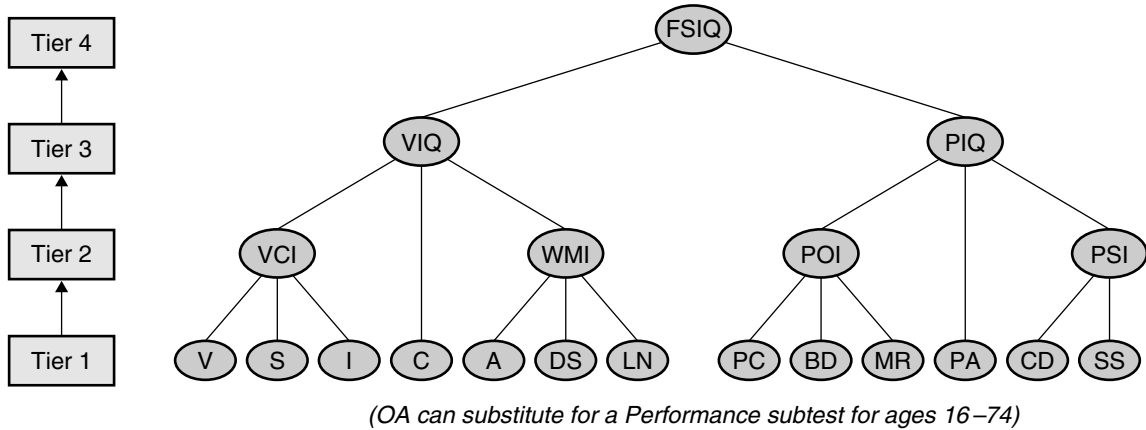 Tier 4
FSIQ
Tier 3
VIQ PIQ
Tier 2
VCI WMI POI PSI
Tier 1
V S I C A DS LN PC BD MR PA CD SS
(OA can substitute for a Performance subtest for ages 16–74)